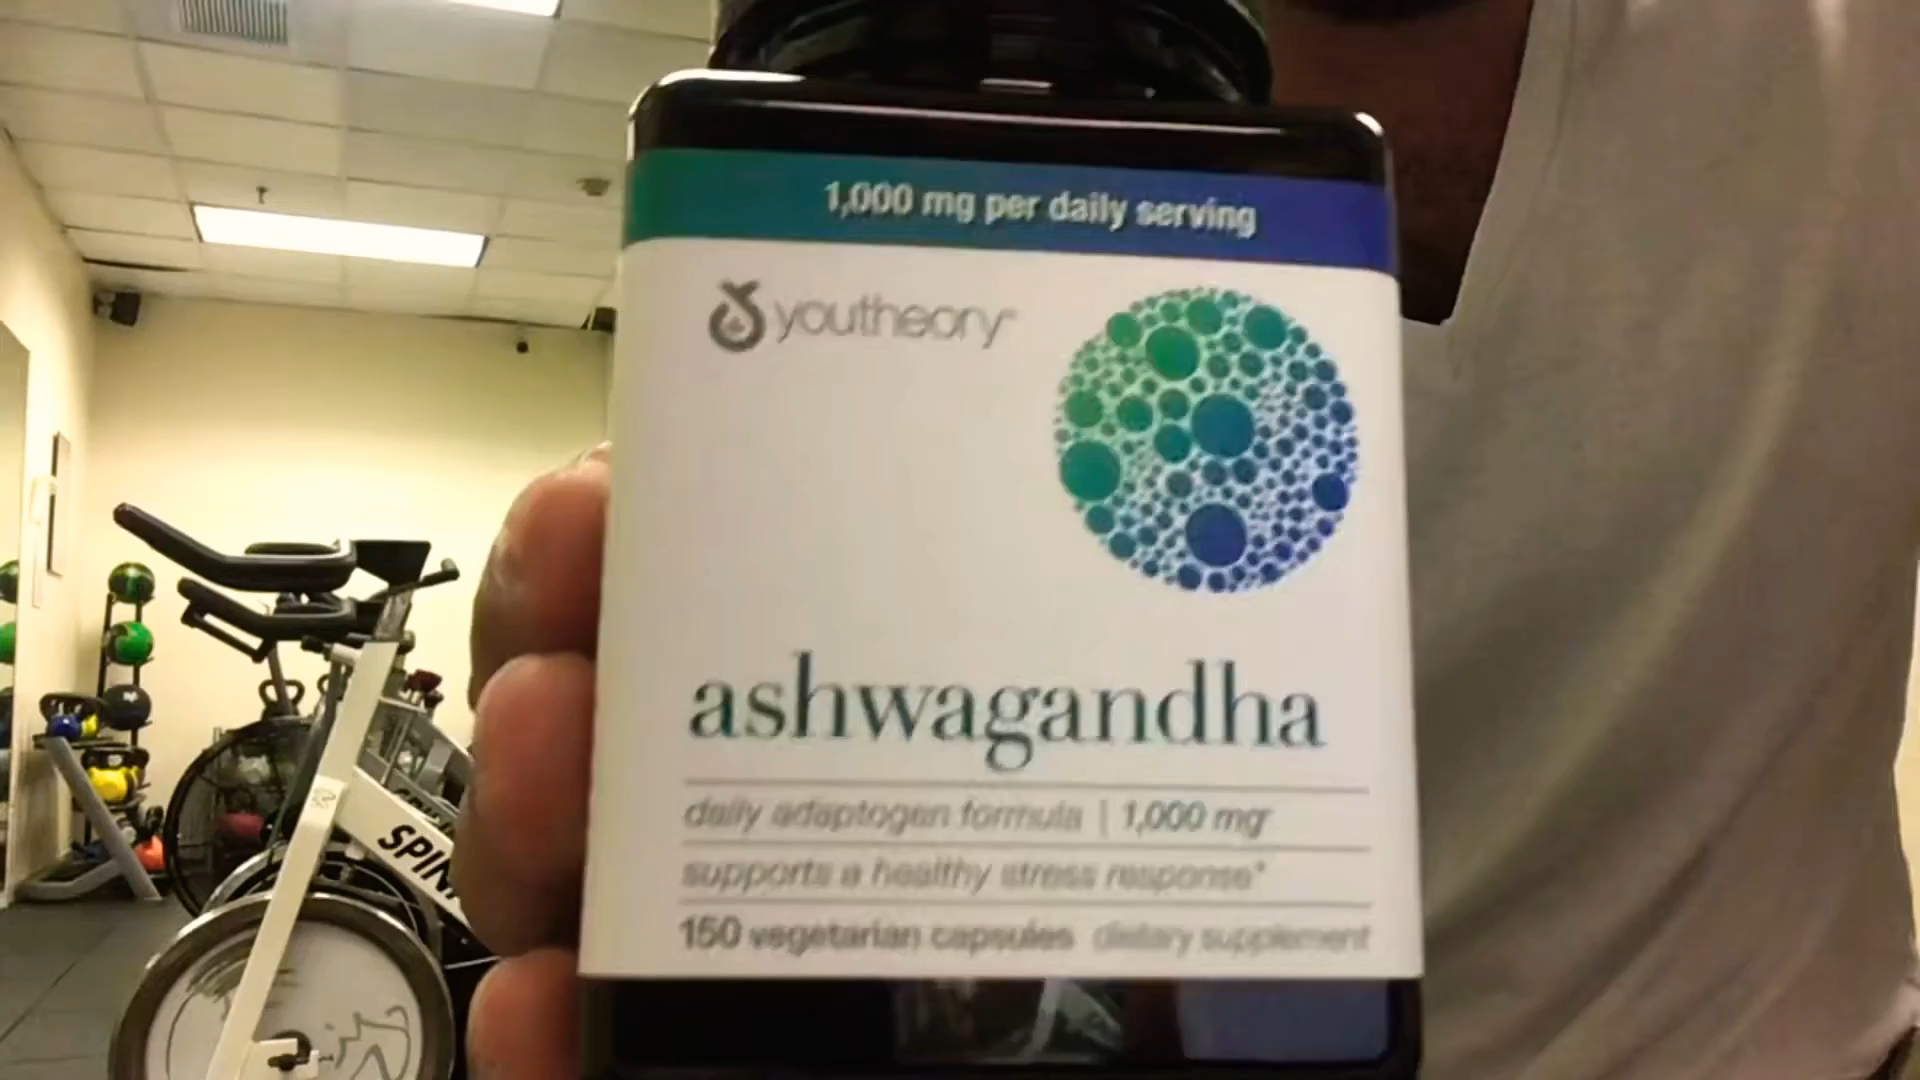 1,000 mg per daily serving
youtheory
ashwagandha
daily adaptogen formula | 1,000 mg
supports a healthy stress response*
150 vegetarian capsules dietary supplement
SPIN